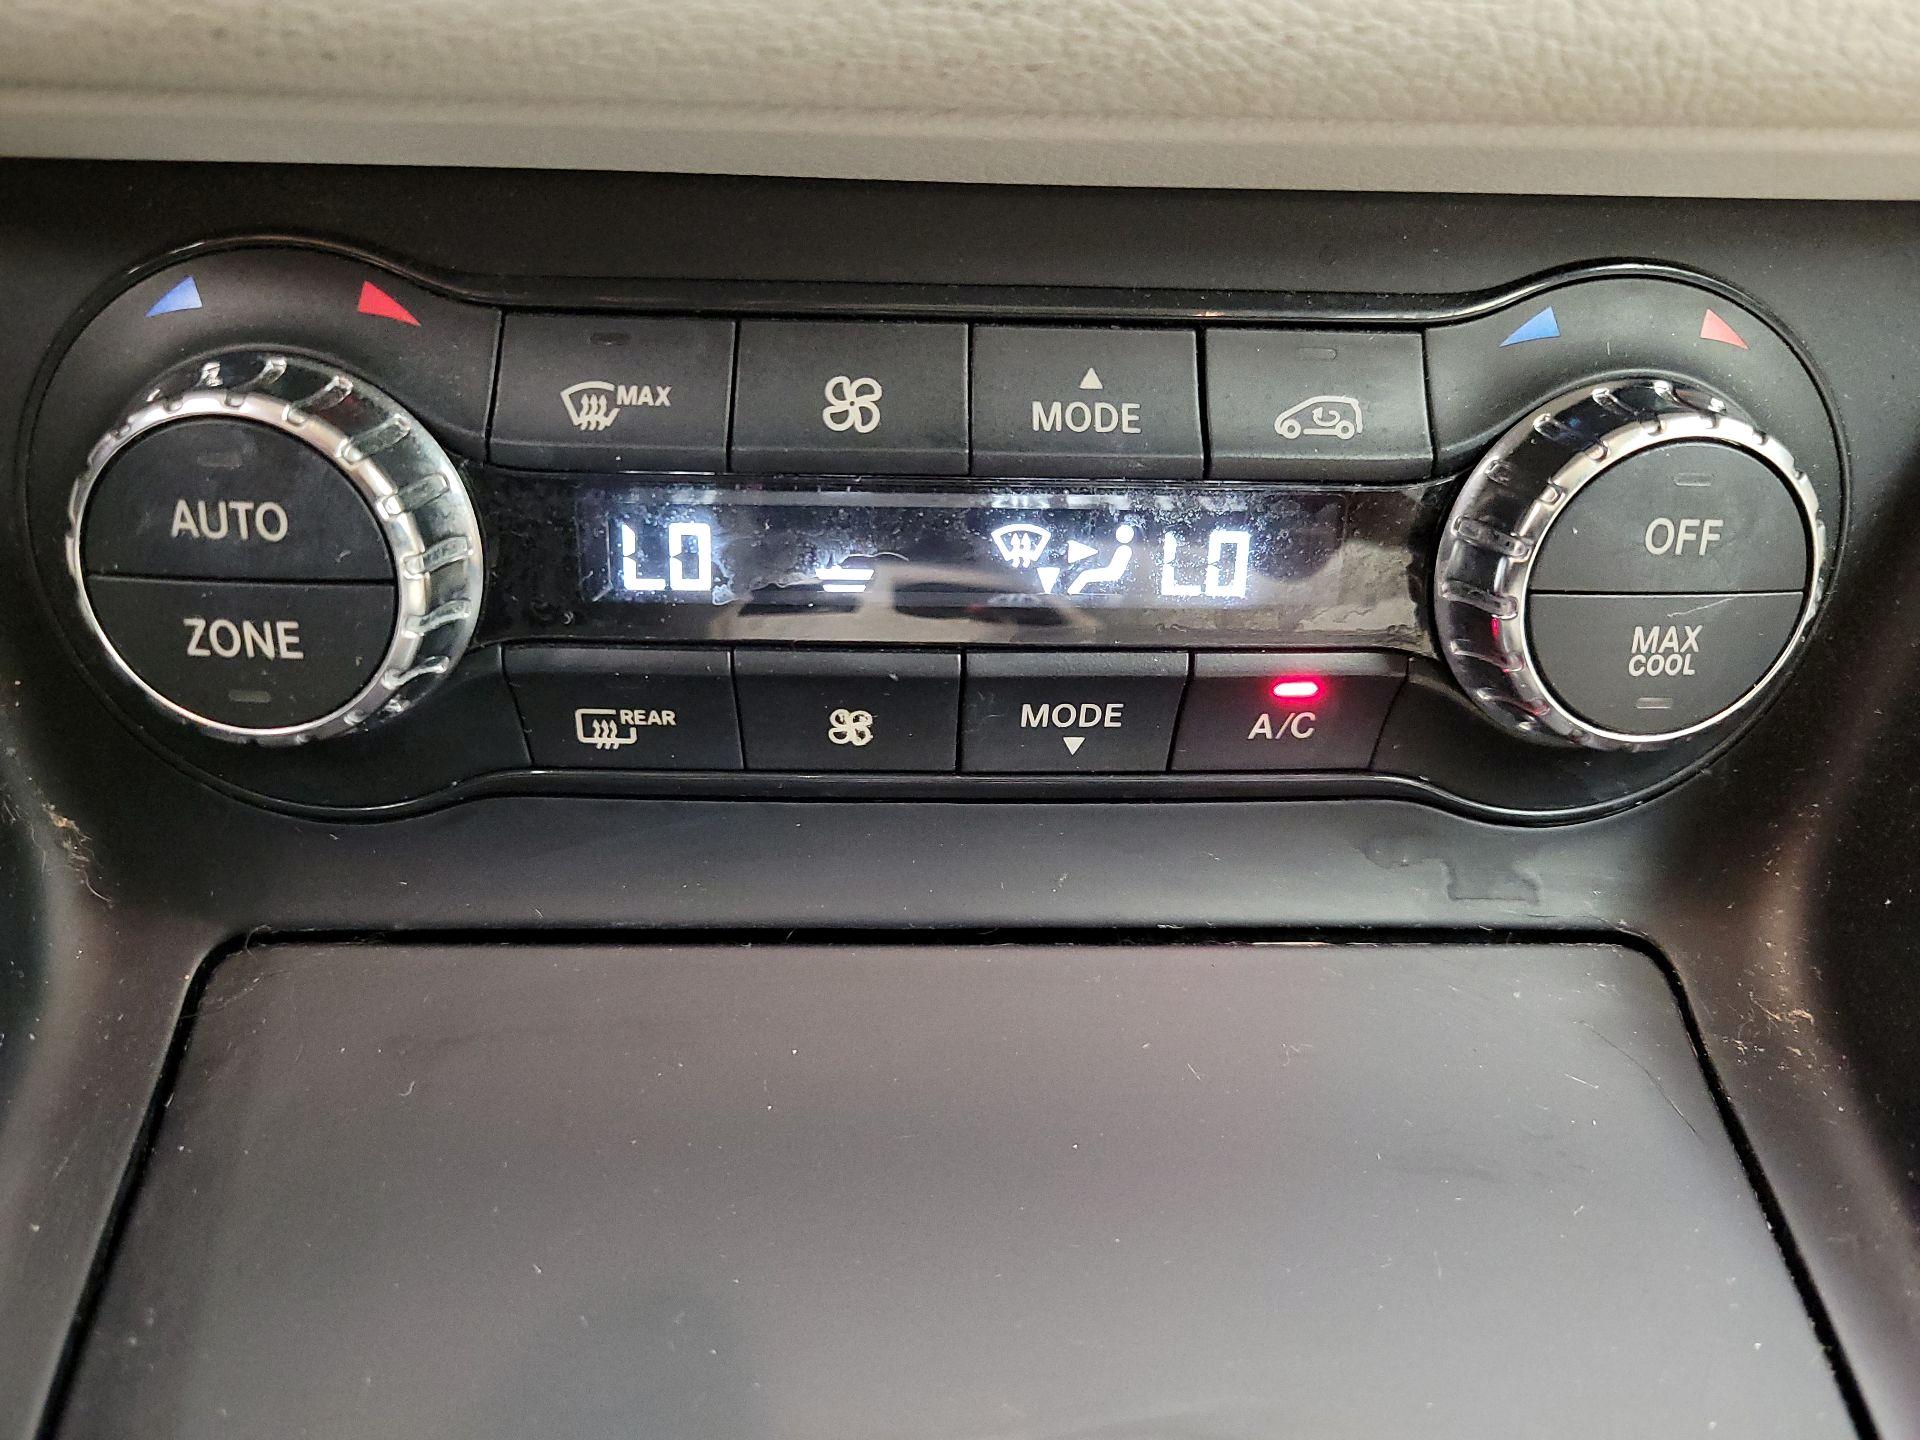 MAX
MODE
AUTO
ZONE
LO
LO
OFF
MAX
COOL
REAR
MODE
A/C